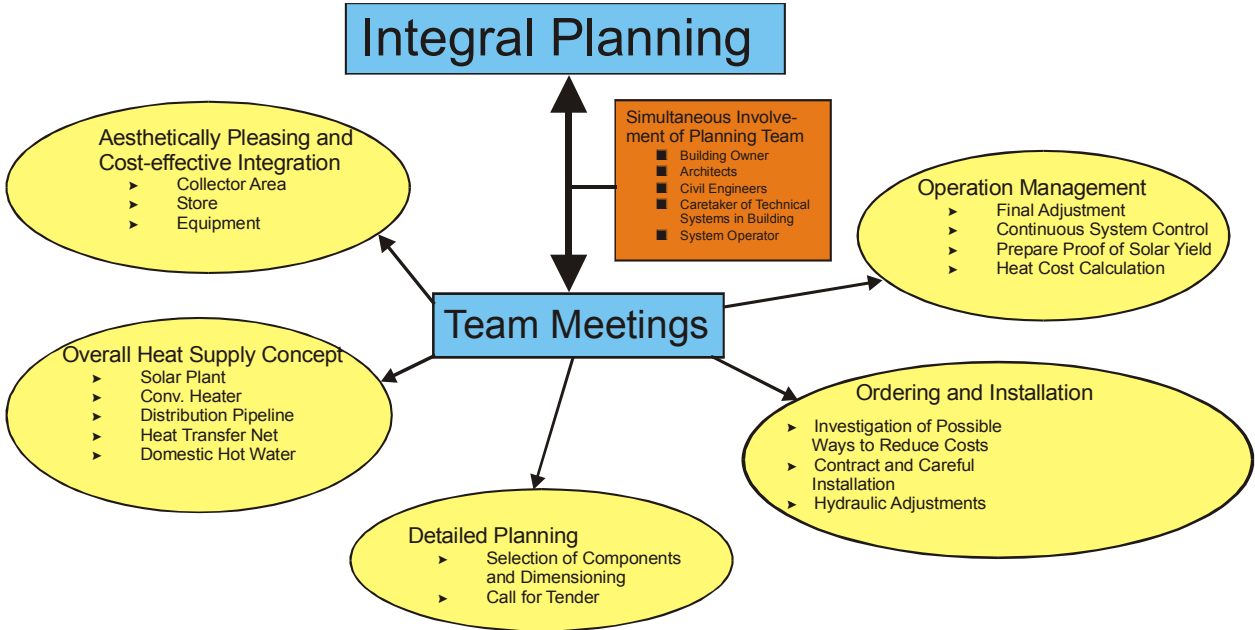 Integral Planning
Simultaneous Involve-
ment of Planning Team
Building Owner
Architects
Civil Engineers
Caretaker of Technical
Systems in Building
System Operator
Aesthetically Pleasing and
Cost-effective Integration
Collector Area
Store
Equipment
Operation Management
Final Adjustment
Continuous System Control
Prepare Proof of Solar Yield
Heat Cost Calculation
Team Meetings
Overall Heat Supply Concept
Solar Plant
Conv. Heater
Distribution Pipeline
Heat Transfer Net
Domestic Hot Water
Ordering and Installation
Investigation of Possible
Ways to Reduce Costs
Contract and Careful
Installation
Hydraulic Adjustments
Detailed Planning
Selection of Components
and Dimensioning
Call for Tender